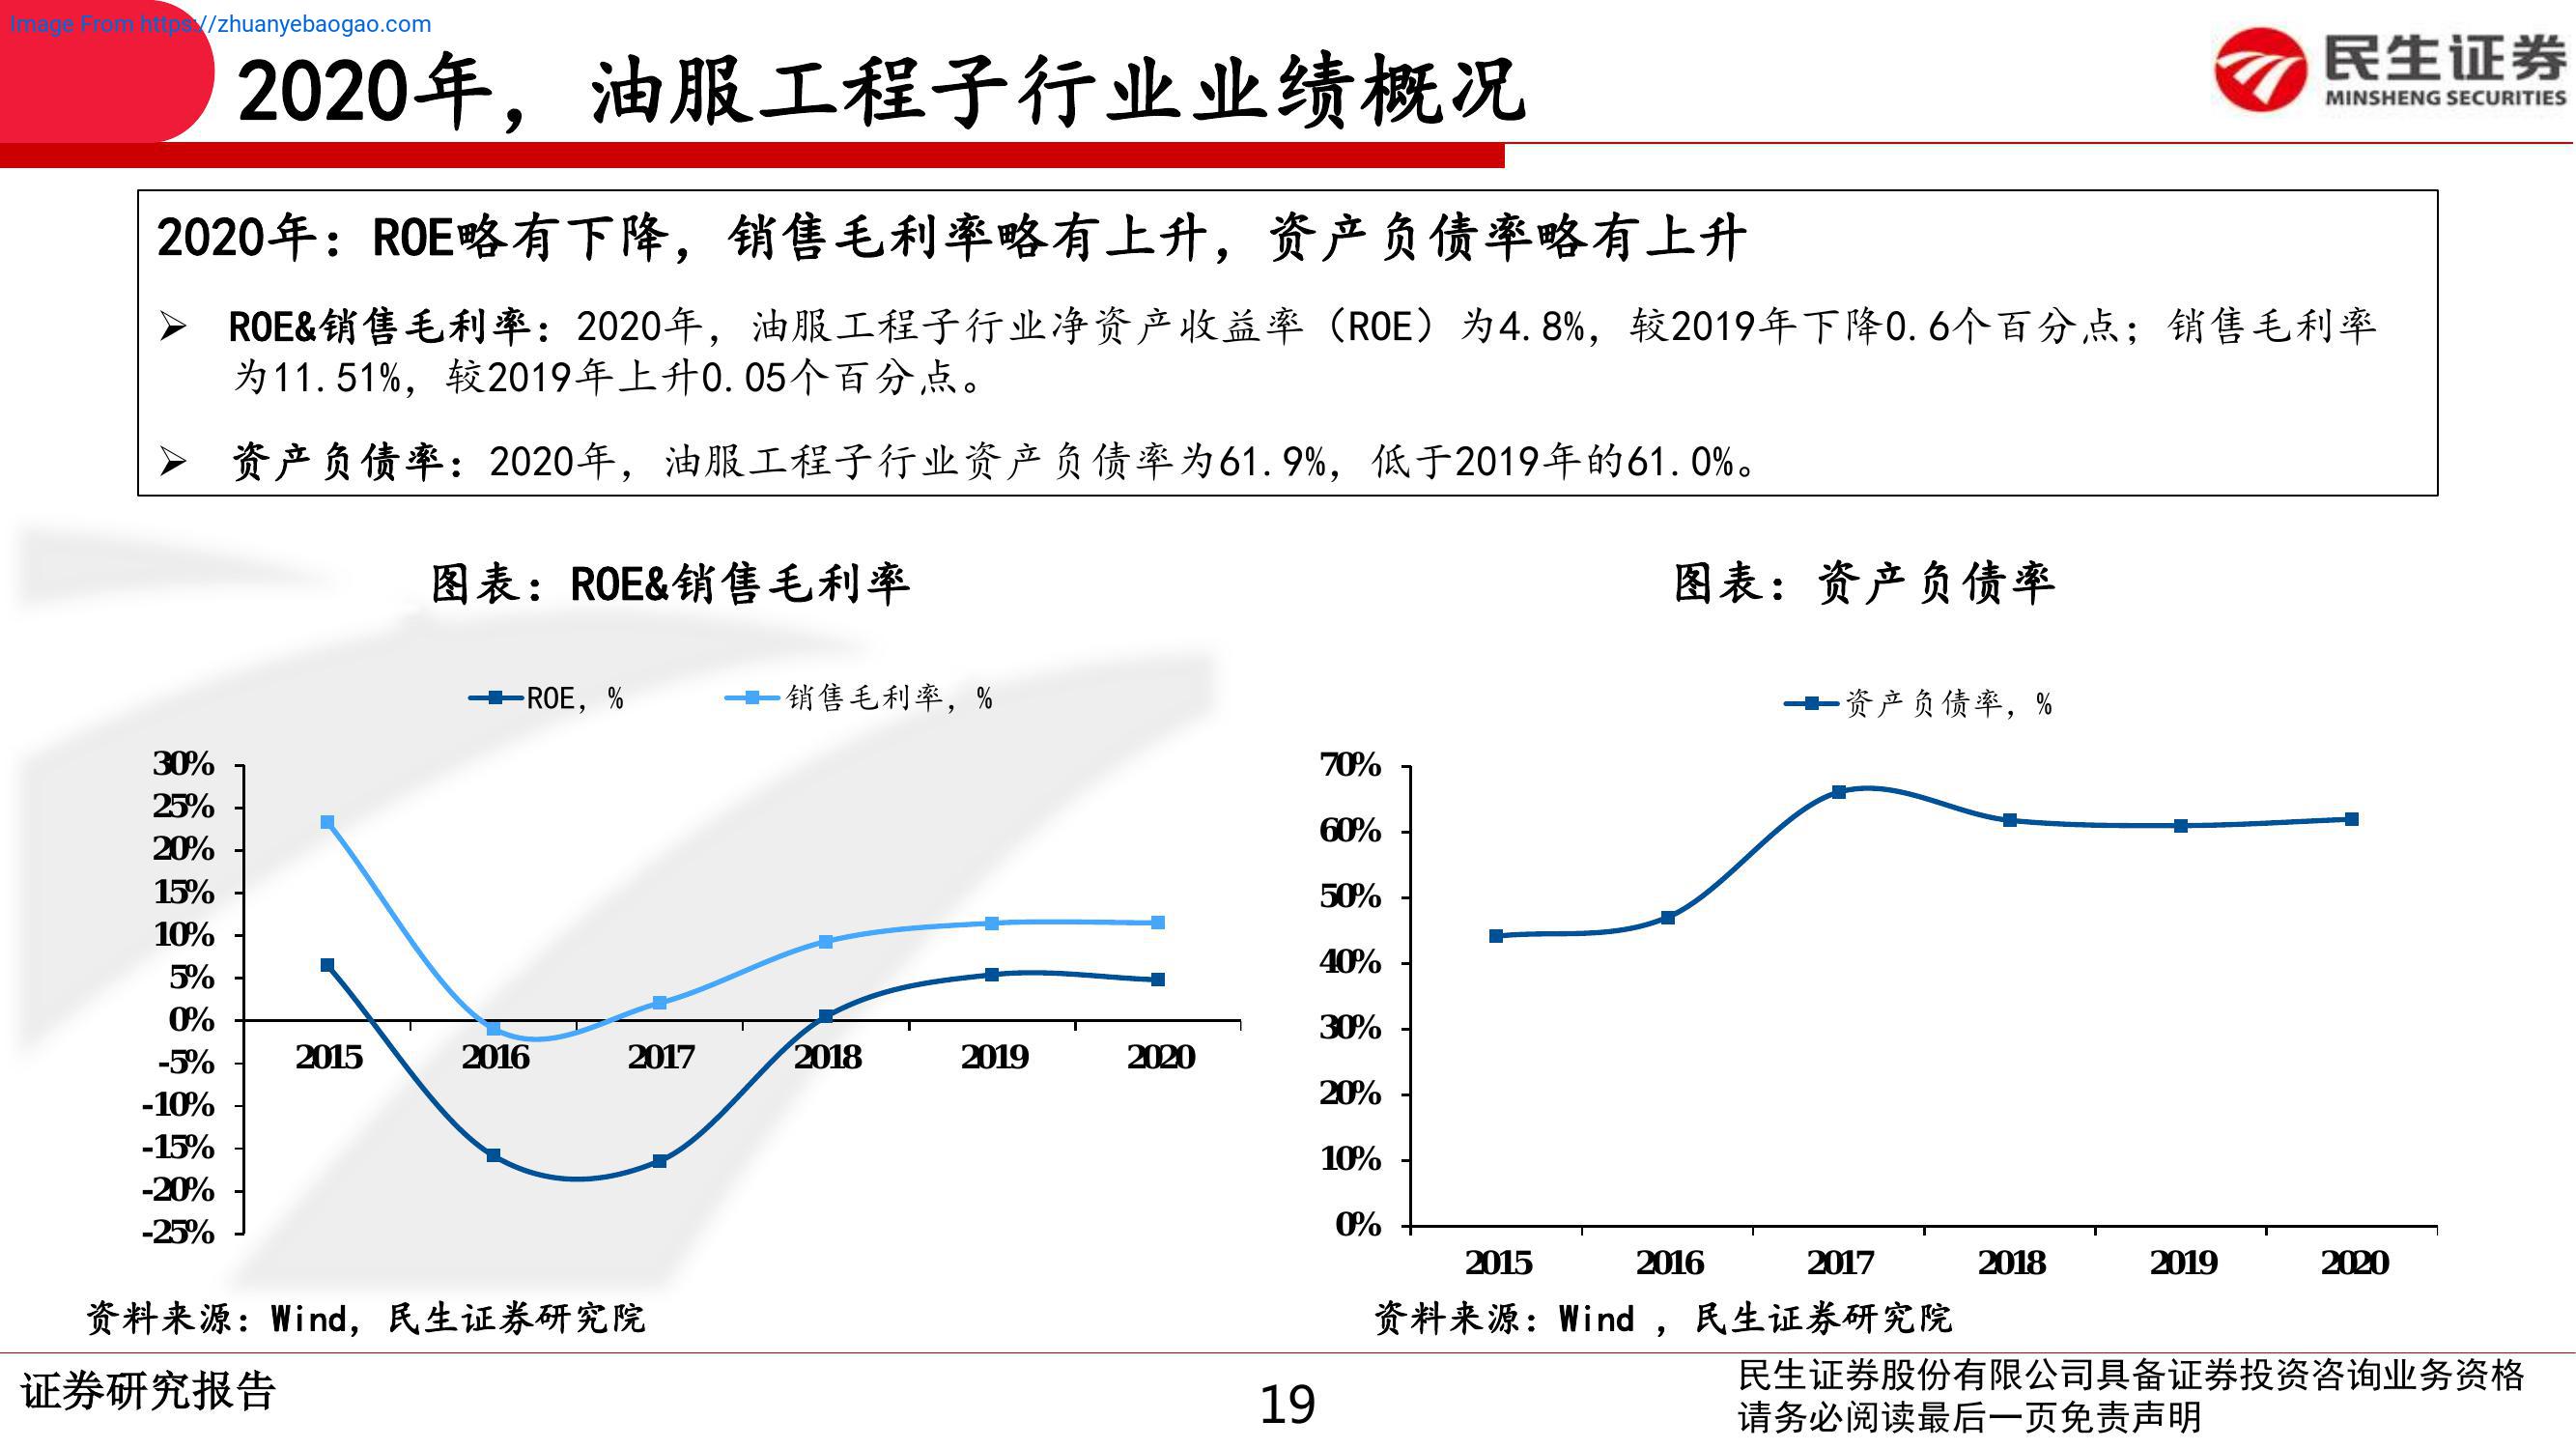 Image From https://zhuanyebaogao.com
2020年，油服工程子行业业绩概况
民生证券
MINSHENG SECURITIES
2020年：ROE略有下降，销售毛利率略有上升，资产负债率略有上升
➢ ROE&销售毛利率：2020年，油服工程子行业净资产收益率（ROE）为4.8%，较2019年下降0.6个百分点；销售毛利率
为11.51%，较2019年上升0.05个百分点。
➢ 资产负债率：2020年，油服工程子行业资产负债率为61.9%，低于2019年的61.0%。
图表：ROE&销售毛利率
ROE，%
销售毛利率，%
30%
25%
20%
15%
10%
5%
0%
-5%
-10%
-15%
-20%
-25%
2015 2016 2017 2018 2019 2020
资料来源：Wind，民生证券研究院
图表：资产负债率
资产负债率，%
70%
60%
50%
40%
30%
20%
10%
0%
2015 2016 2017 2018 2019 2020
资料来源：Wind ，民生证券研究院
证券研究报告
19
民生证券股份有限公司具备证券投资咨询业务资格
请务必阅读最后一页免责声明